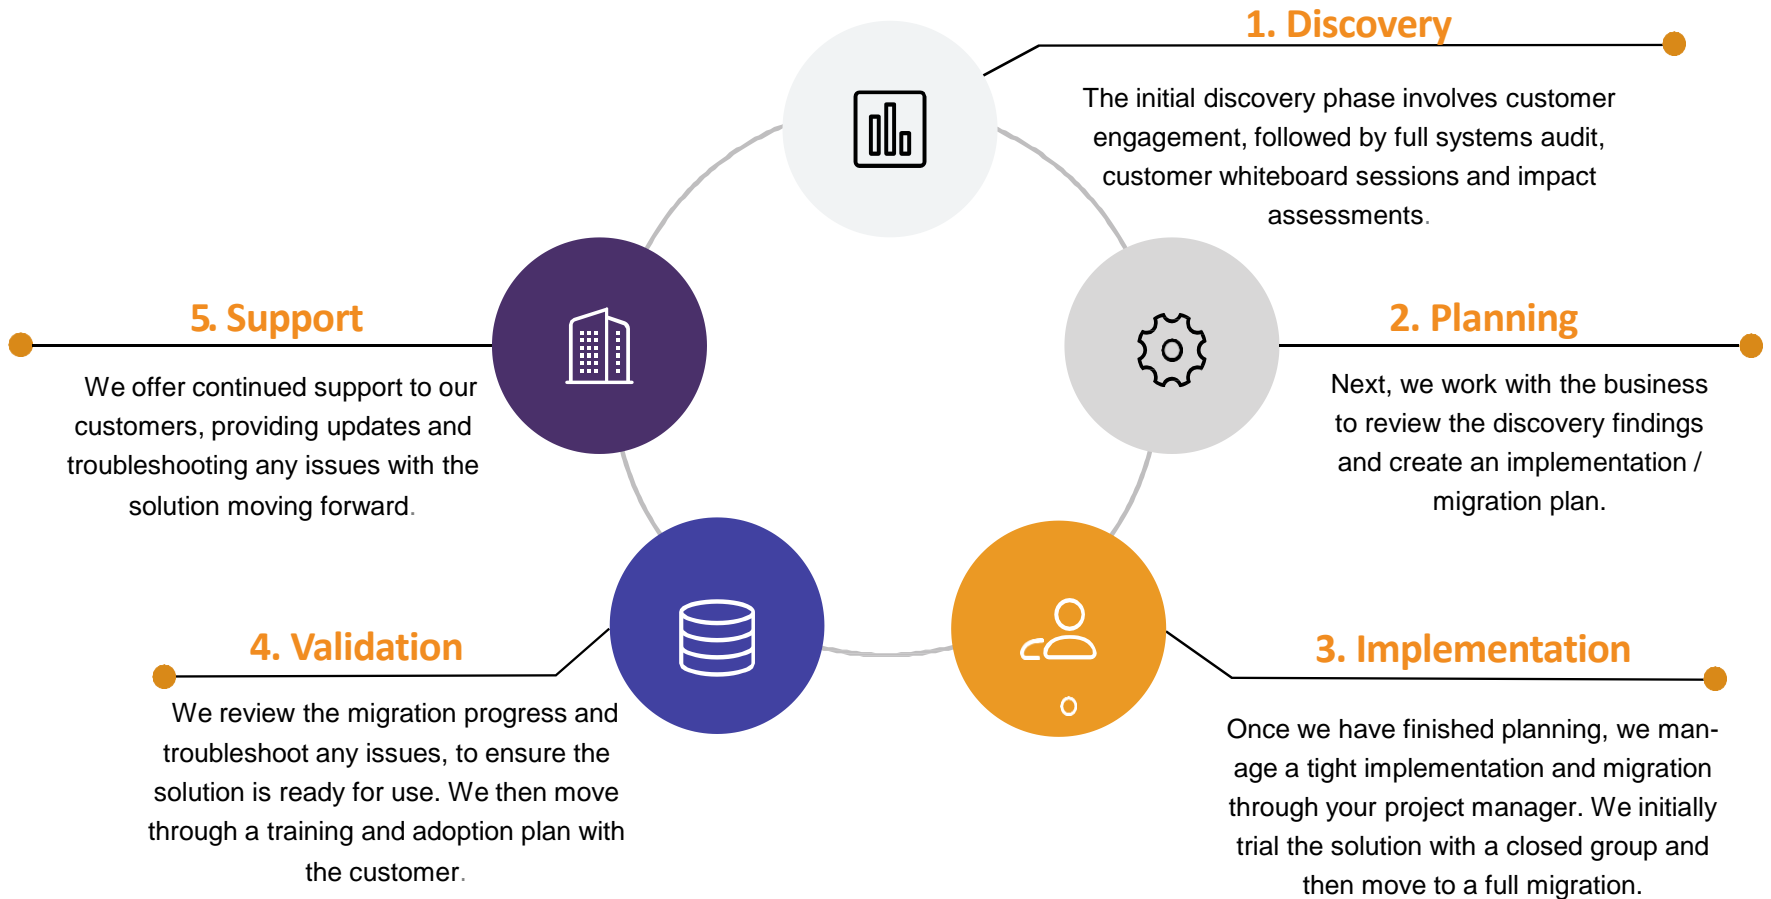 1. Discovery
The initial discovery phase involves customer
engagement, followed by full systems audit,
customer whiteboard sessions and impact
assessments.
2. Planning
Next, we work with the business
to review the discovery findings
and create an implementation /
migration plan.
3. Implementation
Once we have finished planning, we man-
age a tight implementation and migration
through your project manager. We initially
trial the solution with a closed group and
then move to a full migration.
4. Validation
We review the migration progress and
troubleshoot any issues, to ensure the
solution is ready for use. We then move
through a training and adoption plan with
the customer.
5. Support
We offer continued support to our
customers, providing updates and
troubleshooting any issues with the
solution moving forward.